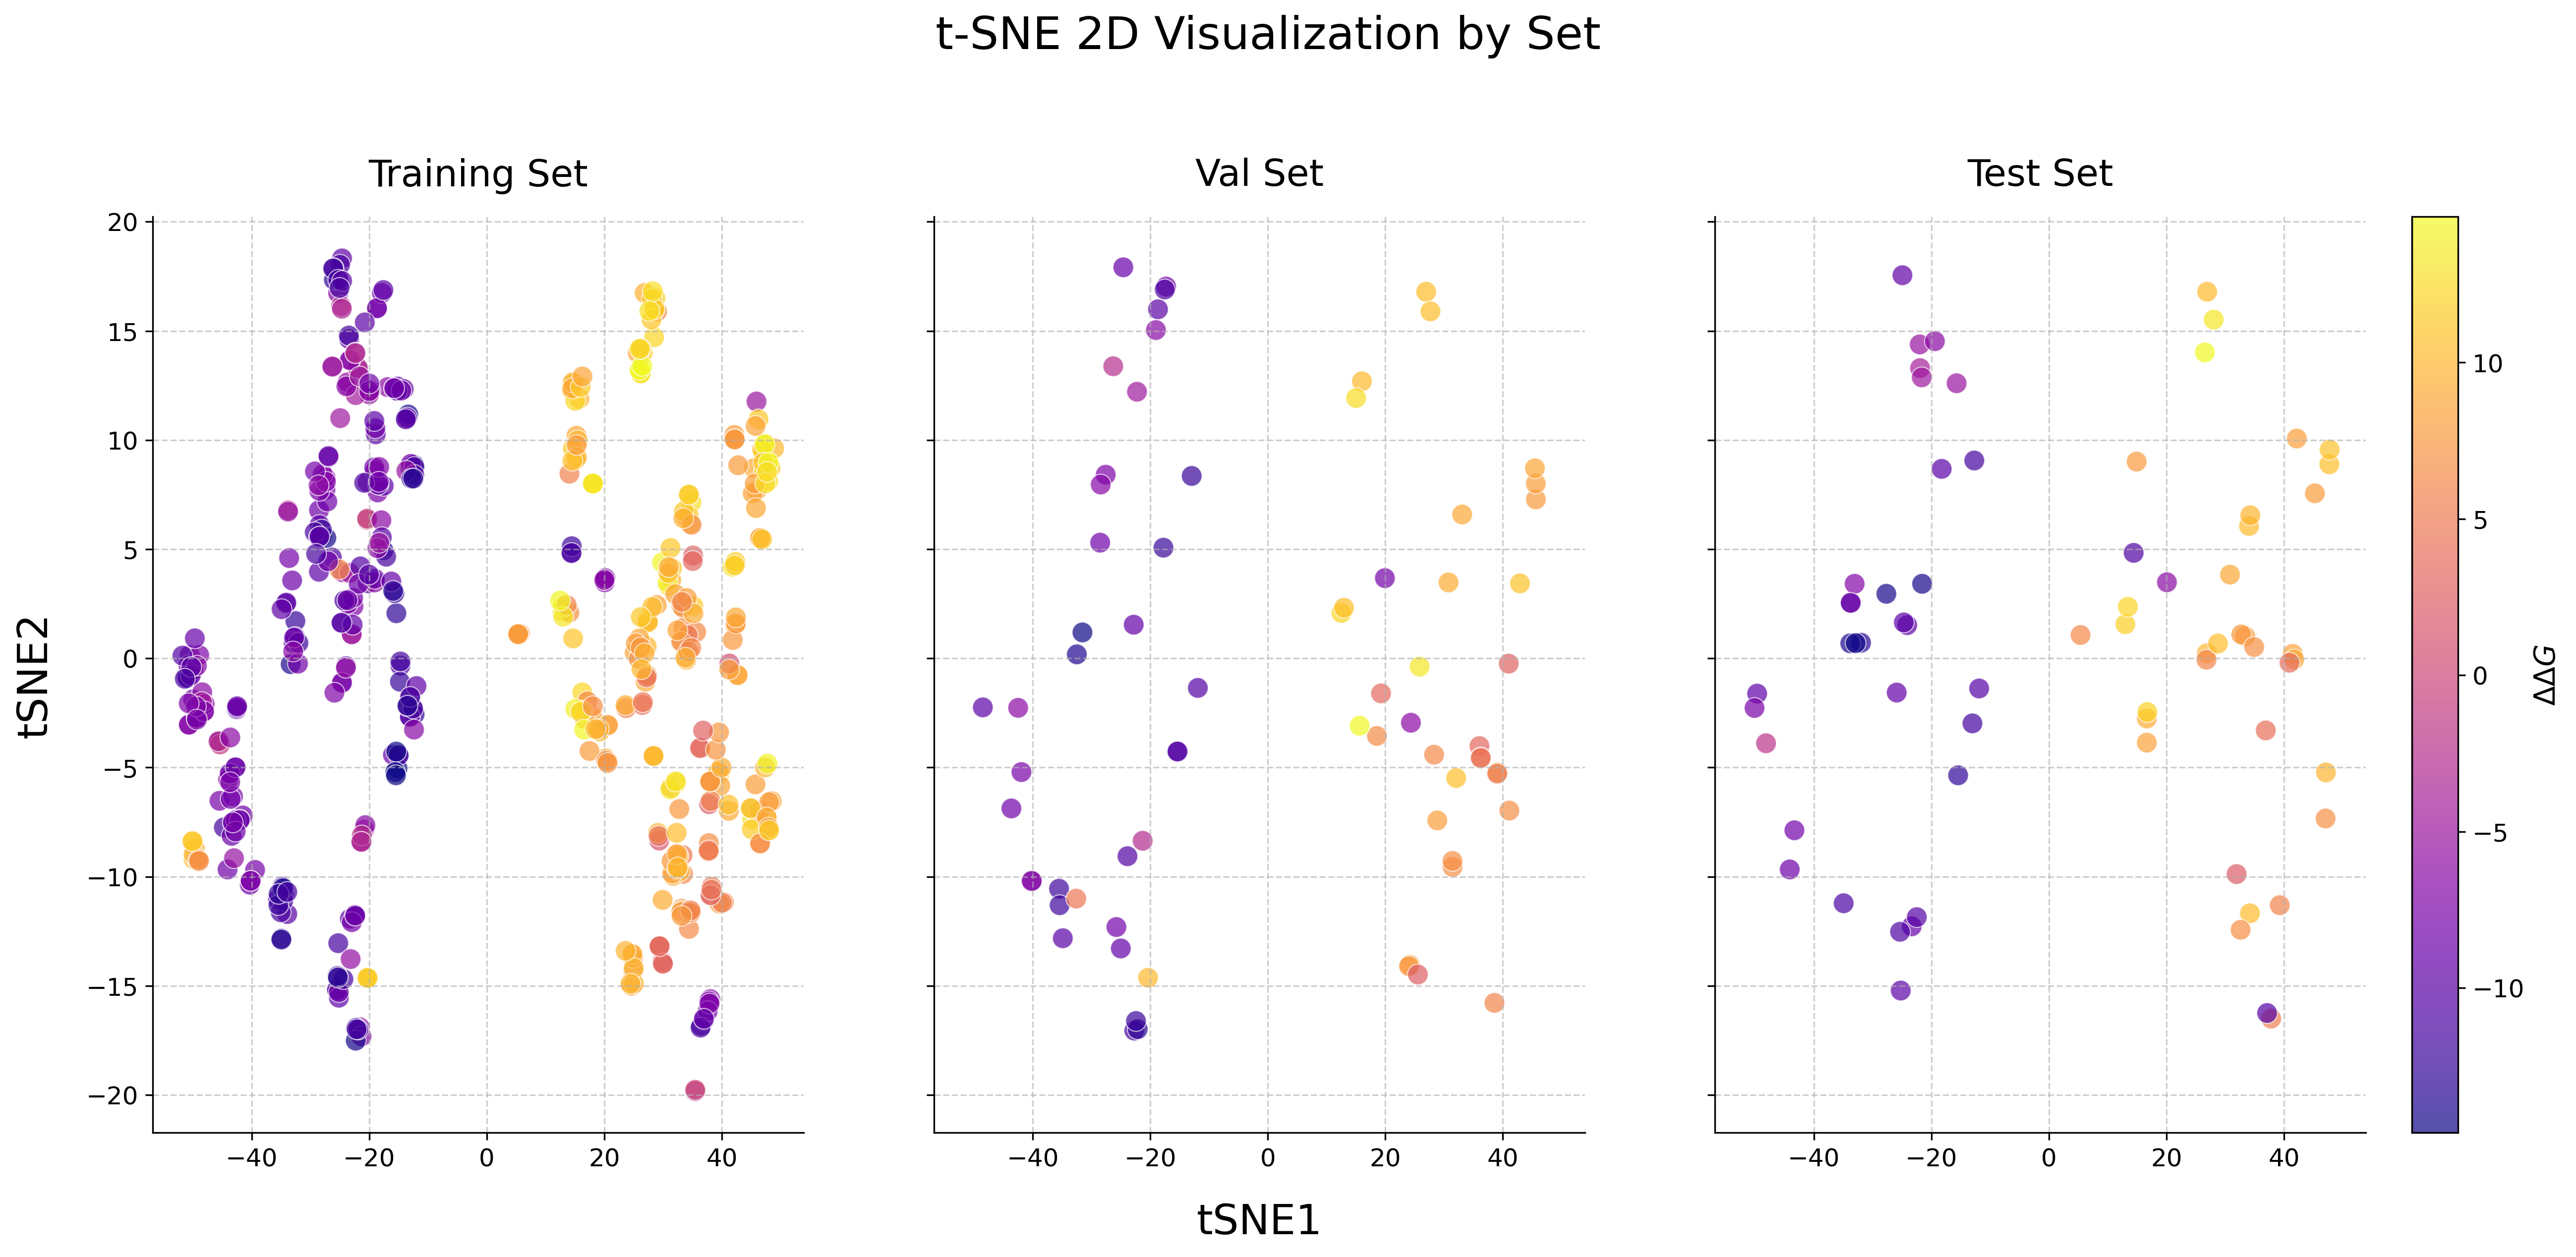 t-SNE 2D Visualization by Set
Training Set
Val Set
Test Set
20
15
10
5
0
−5
−10
−15
−20
tSNE2
−40 −20 0 20 40
−40 −20 0 20 40
−40 −20 0 20 40
tSNE1
10
5
0
−5
−10
ΔΔG